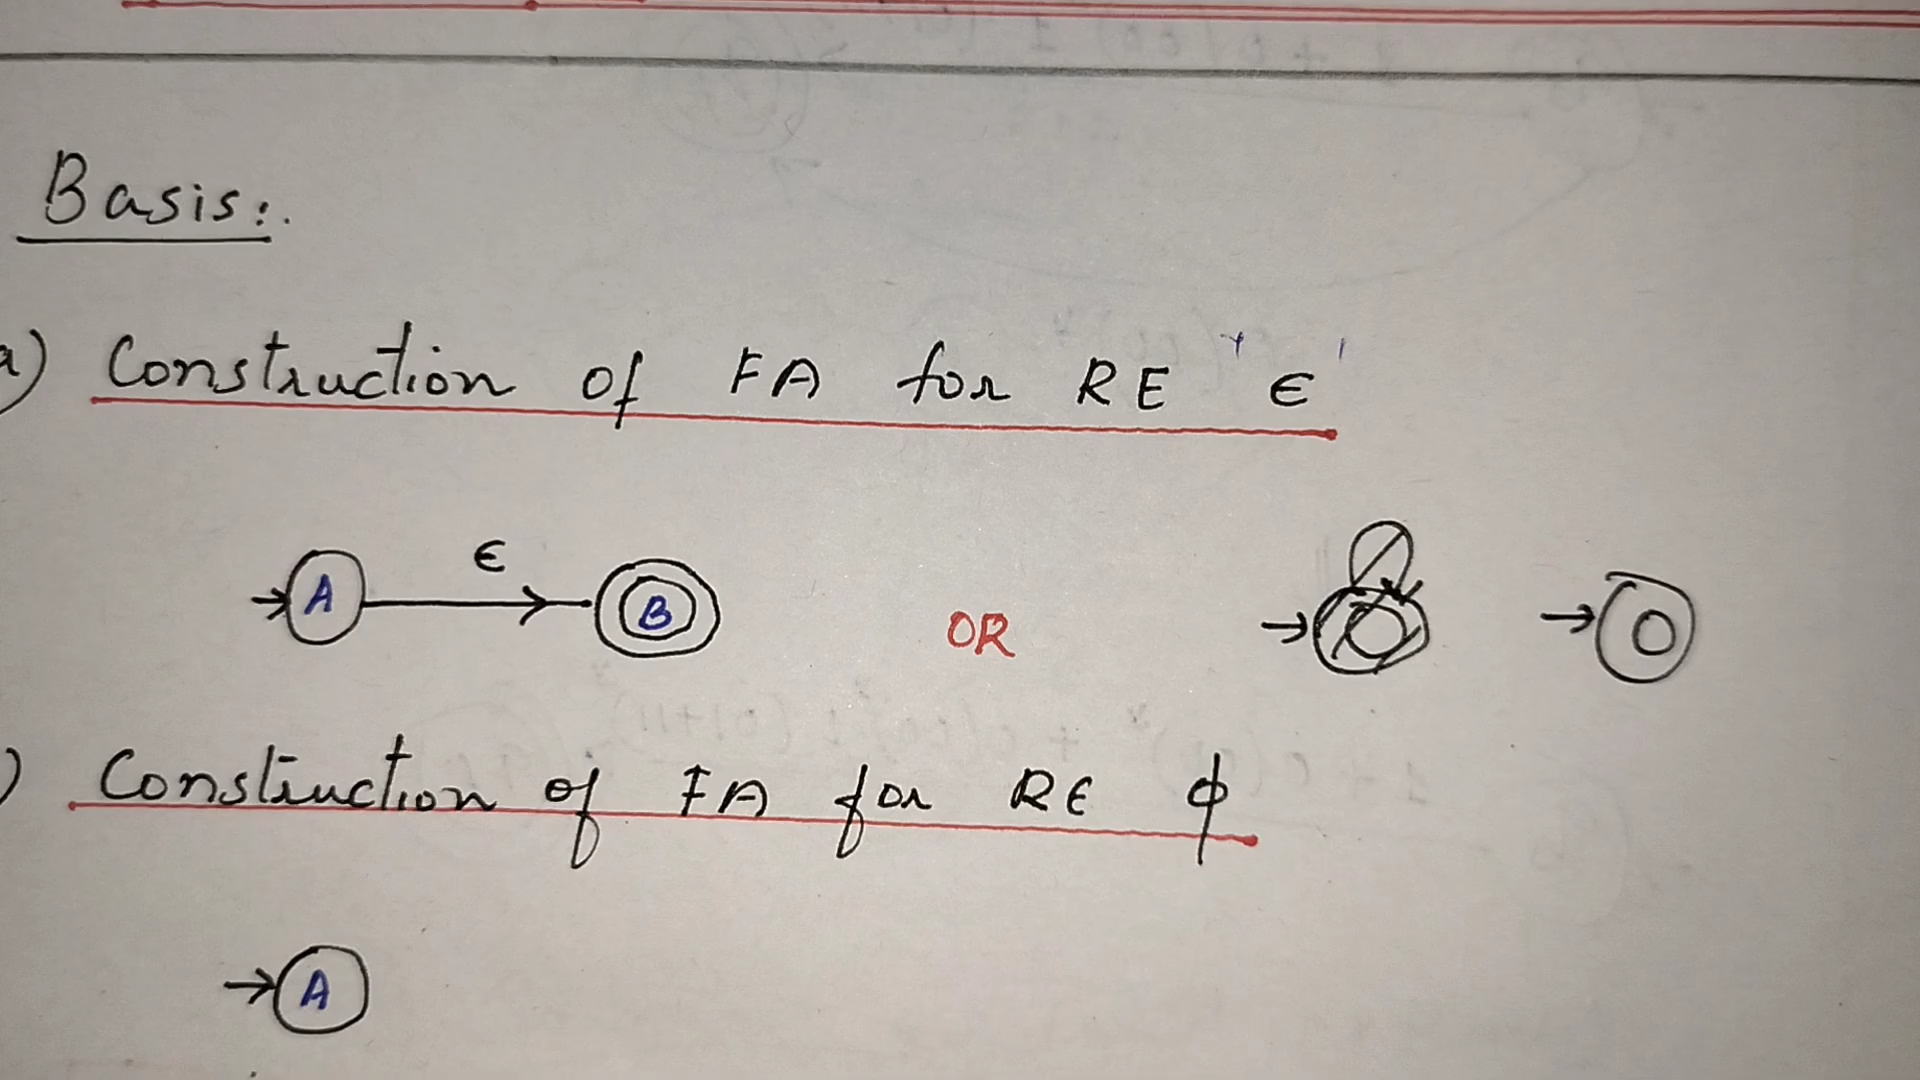 Basis:.
a) Construction of FA for RE 'ε'
A ε B OR
) Construction of FA for RE ϕ
A